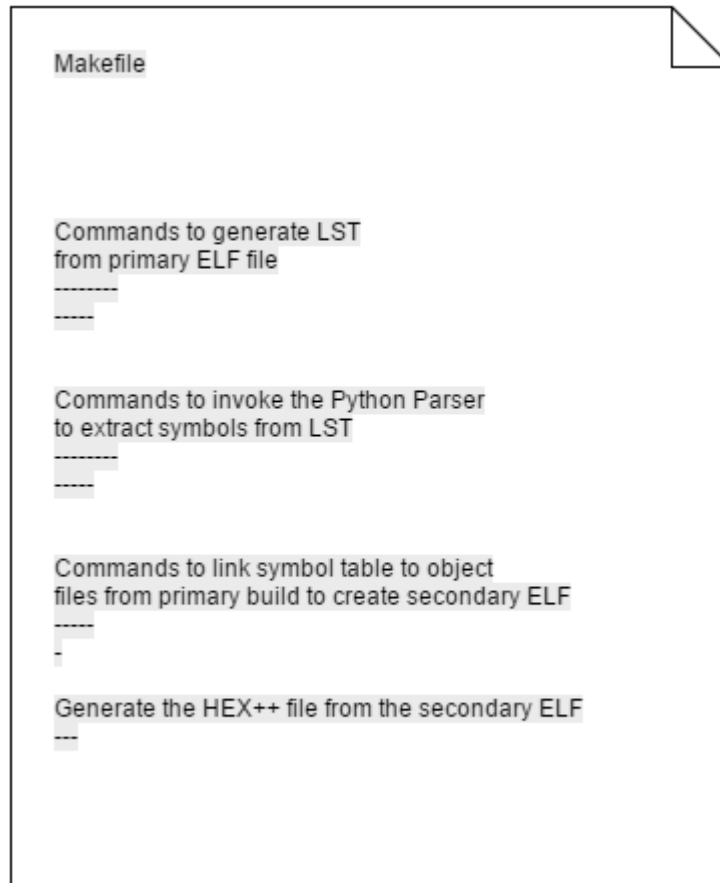 Makefile
Commands to generate LST
from primary ELF file
--------
-----
Commands to invoke the Python Parser
to extract symbols from LST
--------
-----
Commands to link symbol table to object
files from primary build to create secondary ELF
-----
-
Generate the HEX++ file from the secondary ELF
---